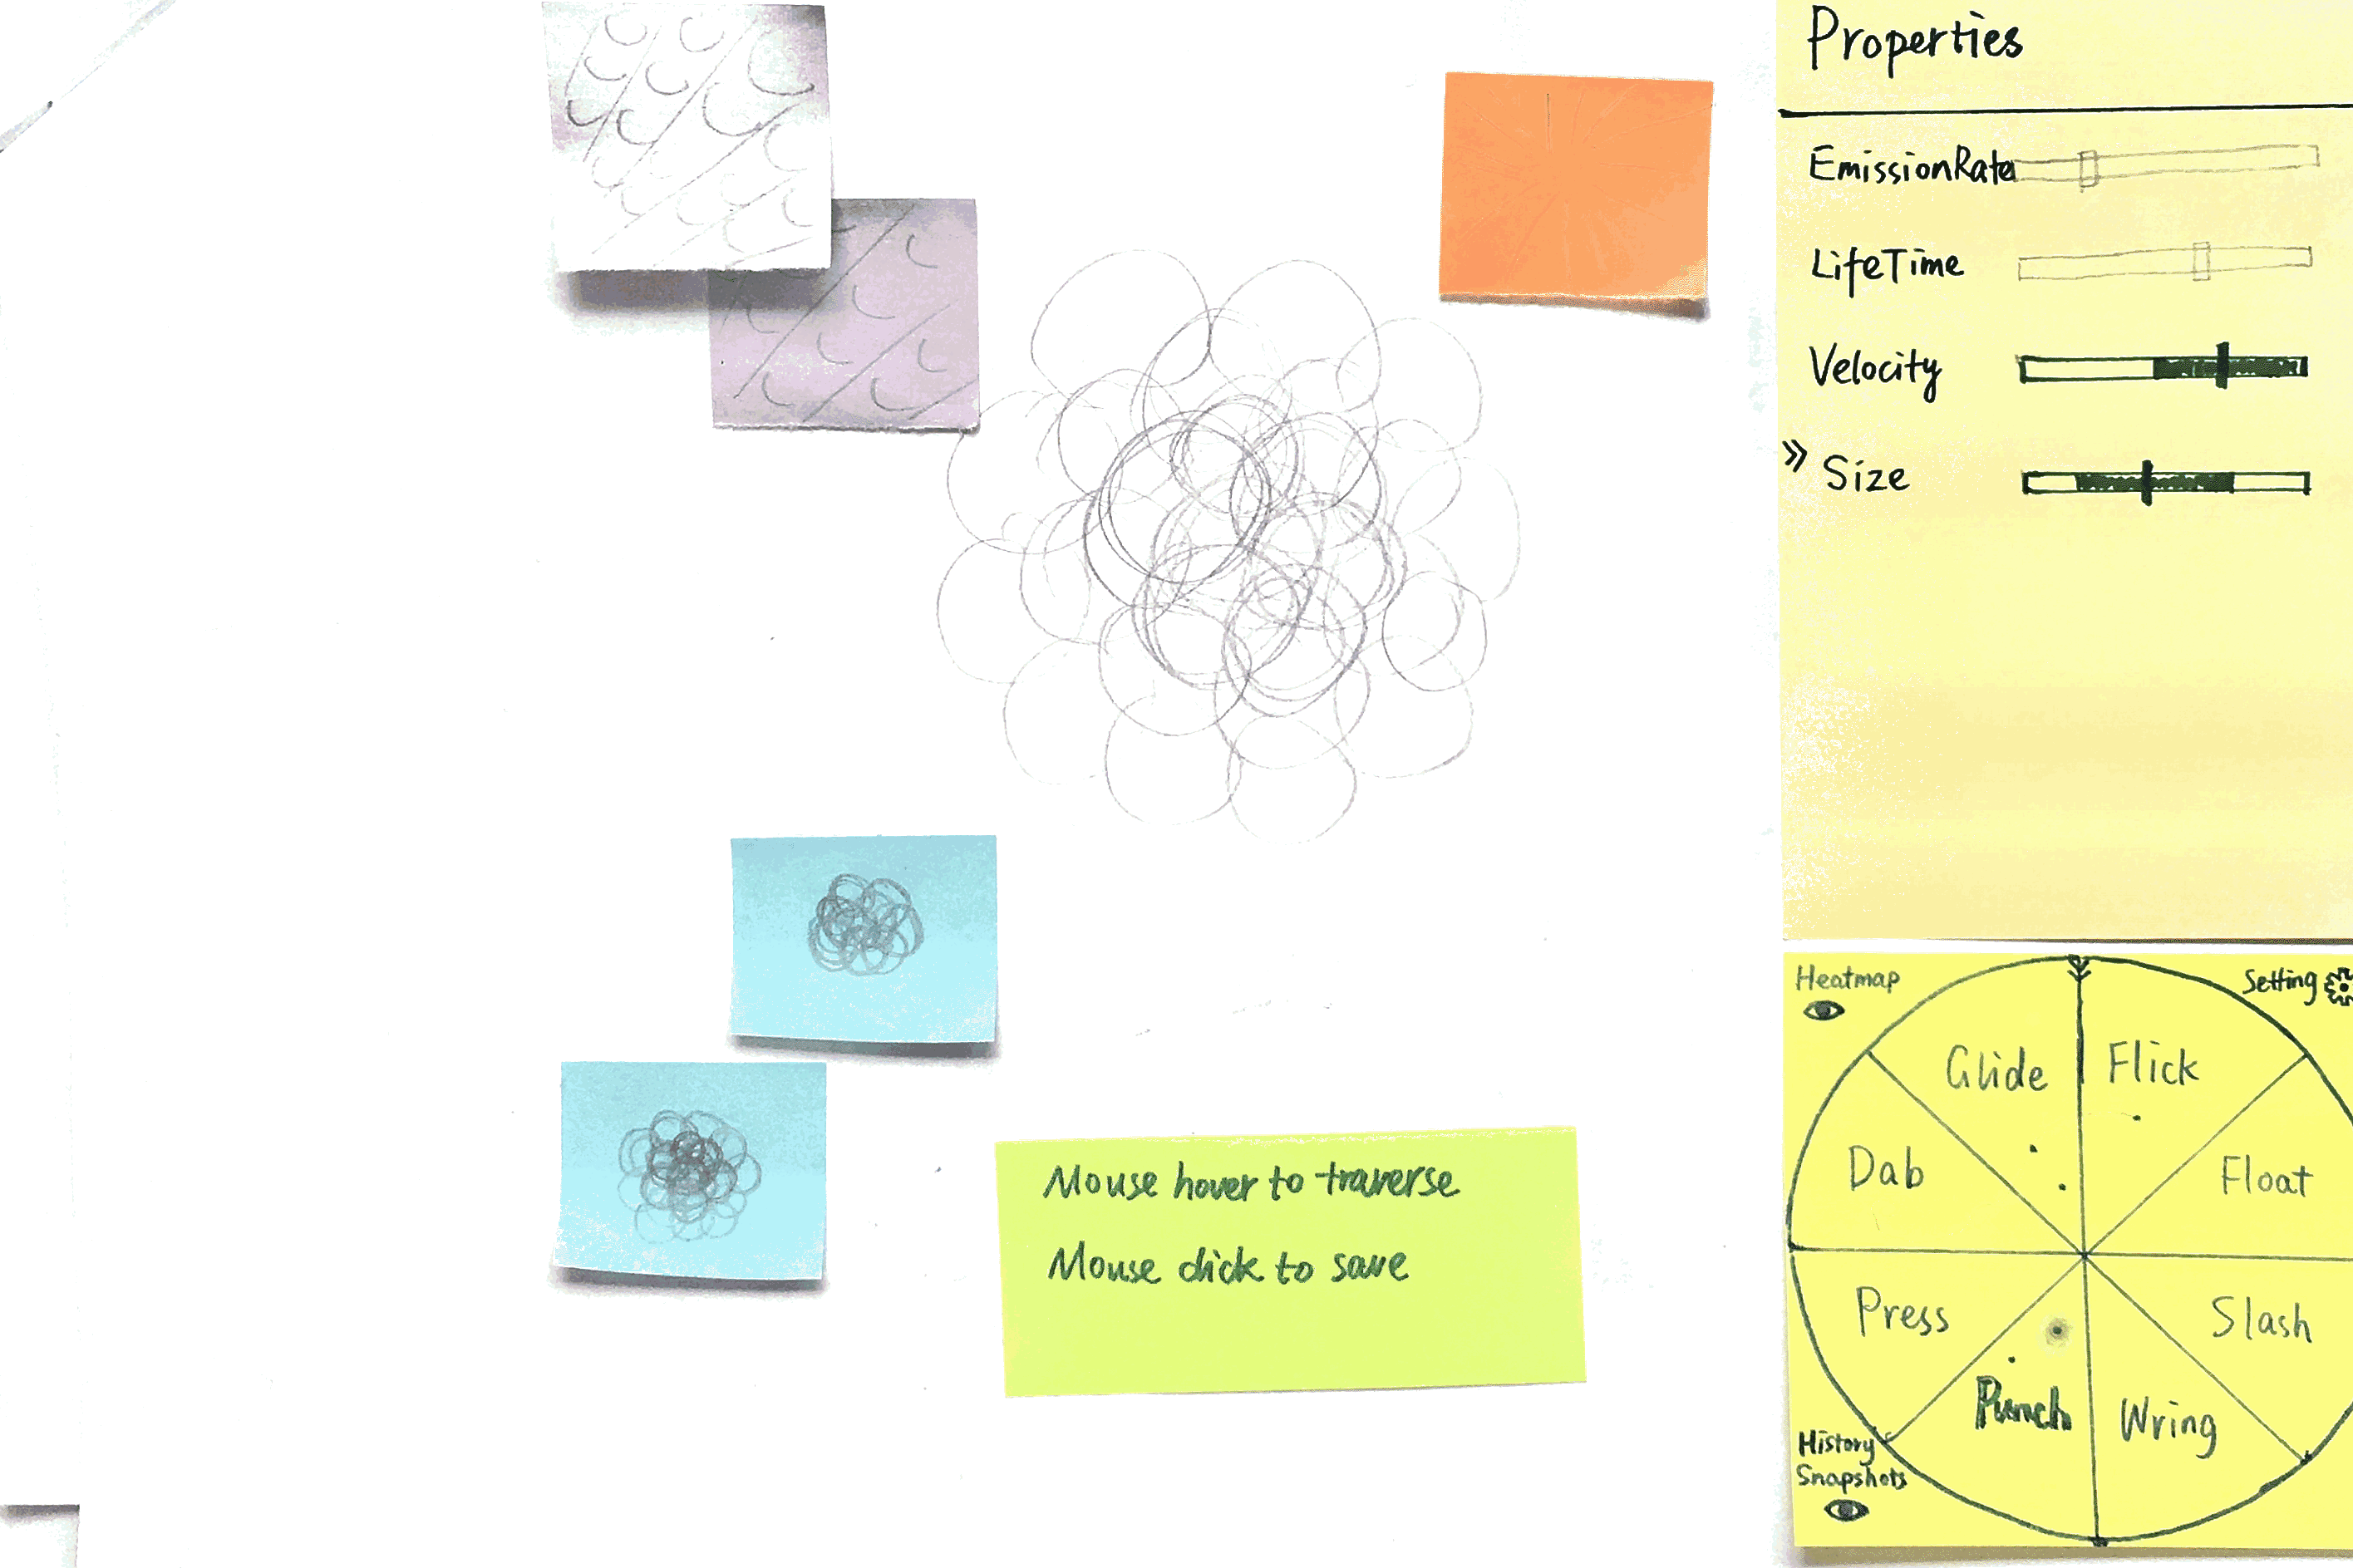 Properties
EmissionRate
LifeTime
Velocity
» Size
Mouse hover to traverse
Mouse click to save
Heatmap
Setting
Glide
Flick
Dab
Float
Press
Slash
Punch
Wring
History
Snapshots